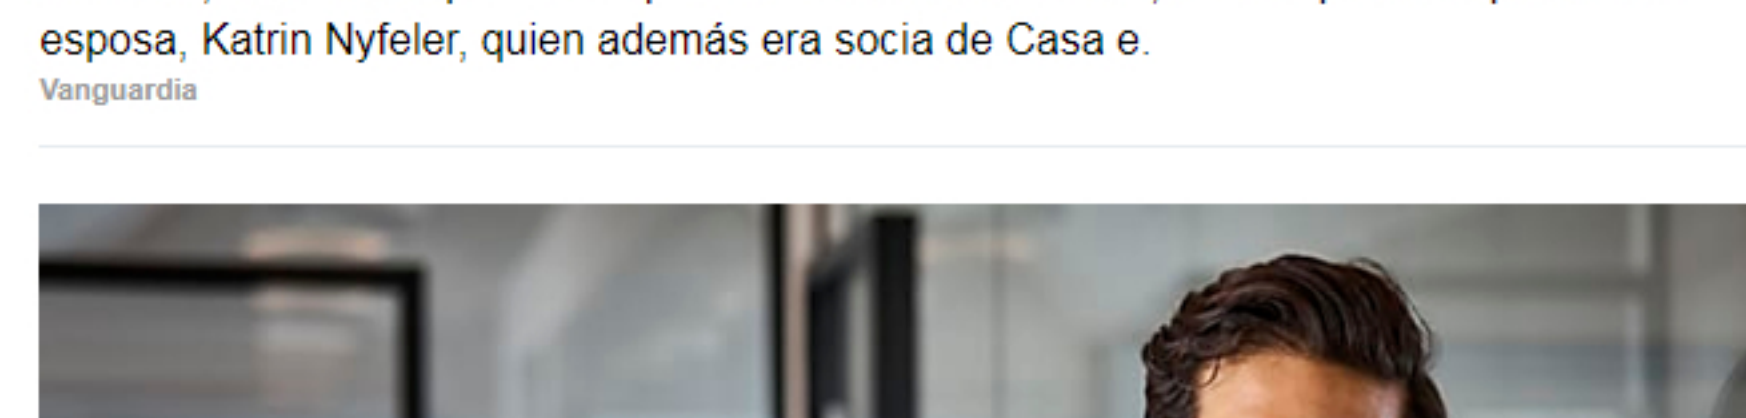 esposa, Katrin Nyfeler, quien además era socia de Casa e.
Vanguardia